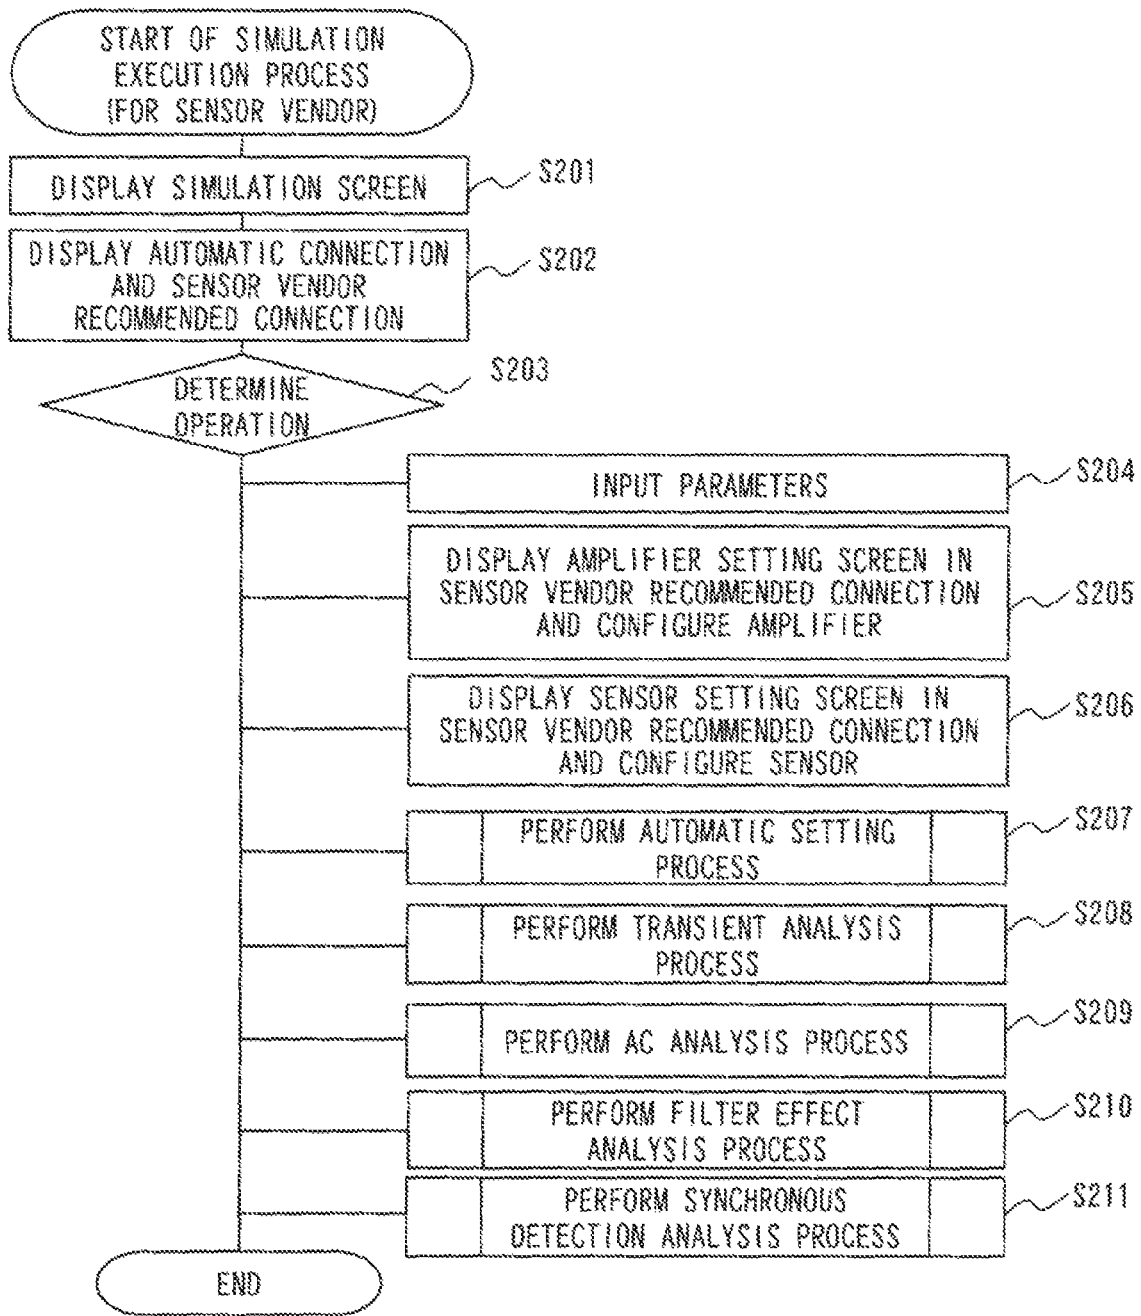 START OF SIMULATION
EXECUTION PROCESS
(FOR SENSOR VENDOR)
DISPLAY SIMULATION SCREEN
S201
DISPLAY AUTOMATIC CONNECTION
AND SENSOR VENDOR
RECOMMENDED CONNECTION
S202
DETERMINE
OPERATION
S203
INPUT PARAMETERS
S204
DISPLAY AMPLIFIER SETTING SCREEN IN
SENSOR VENDOR RECOMMENDED CONNECTION
AND CONFIGURE AMPLIFIER
S205
DISPLAY SENSOR SETTING SCREEN IN
SENSOR VENDOR RECOMMENDED CONNECTION
AND CONFIGURE SENSOR
S206
PERFORM AUTOMATIC SETTING
PROCESS
S207
PERFORM TRANSIENT ANALYSIS
PROCESS
S208
PERFORM AC ANALYSIS PROCESS
S209
PERFORM FILTER EFFECT
ANALYSIS PROCESS
S210
PERFORM SYNCHRONOUS
DETECTION ANALYSIS PROCESS
S211
END